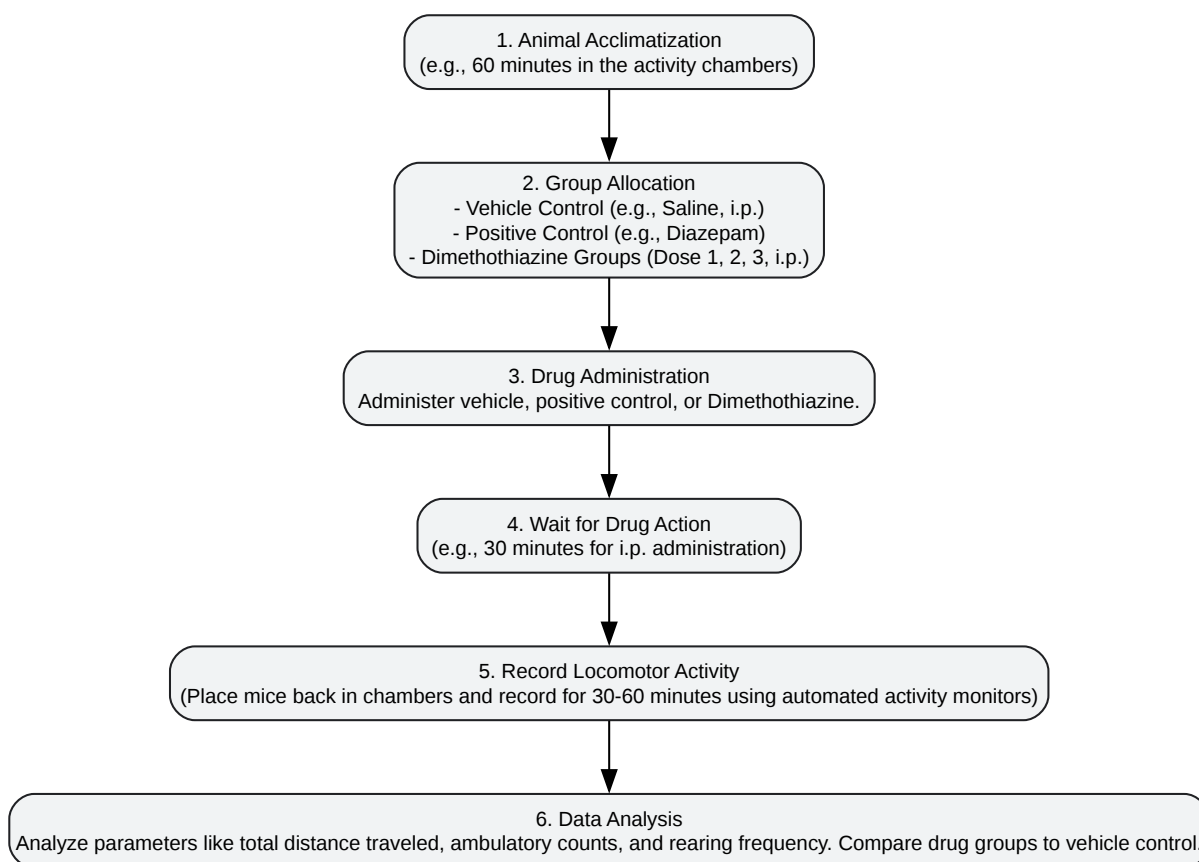 1. Animal Acclimatization
(e.g., 60 minutes in the activity chambers)
2. Group Allocation
- Vehicle Control (e.g., Saline, i.p.)
- Positive Control (e.g., Diazepam)
- Dimethothiazine Groups (Dose 1, 2, 3, i.p.)
3. Drug Administration
Administer vehicle, positive control, or Dimethothiazine.
4. Wait for Drug Action
(e.g., 30 minutes for i.p. administration)
5. Record Locomotor Activity
(Place mice back in chambers and record for 30-60 minutes using automated activity monitors)
6. Data Analysis
Analyze parameters like total distance traveled, ambulatory counts, and rearing frequency. Compare drug groups to vehicle control.